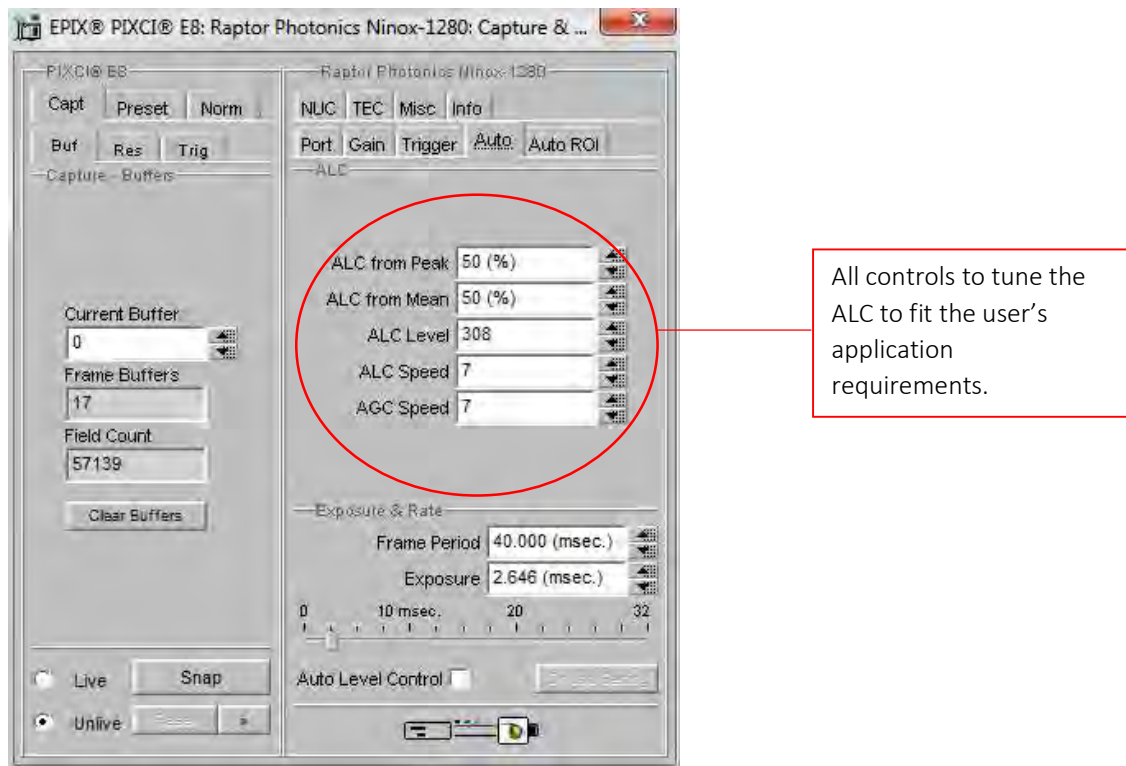 EPIX® PIXCI® E8: Raptor Photonics Ninox-1280: Capture & ...
PIXCI® E8
Capt Preset Norm
Buf Res Trig
Capture - Buffers
Current Buffer
0
Frame Buffers
17
Field Count
57139
Clear Buffers
Live Snap
Unlive »
Raptor Photonics Ninox-1280
NUC TEC Misc Info
Port Gain Trigger Auto Auto ROI
ALC
ALC from Peak 50 (%)
ALC from Mean 50 (%)
ALC Level 308
ALC Speed 7
AGC Speed 7
Exposure & Rate
Frame Period 40.000 (msec.)
Exposure 2.646 (msec.)
0 10 msec. 20 32
Auto Level Control
All controls to tune the
ALC to fit the user’s
application
requirements.